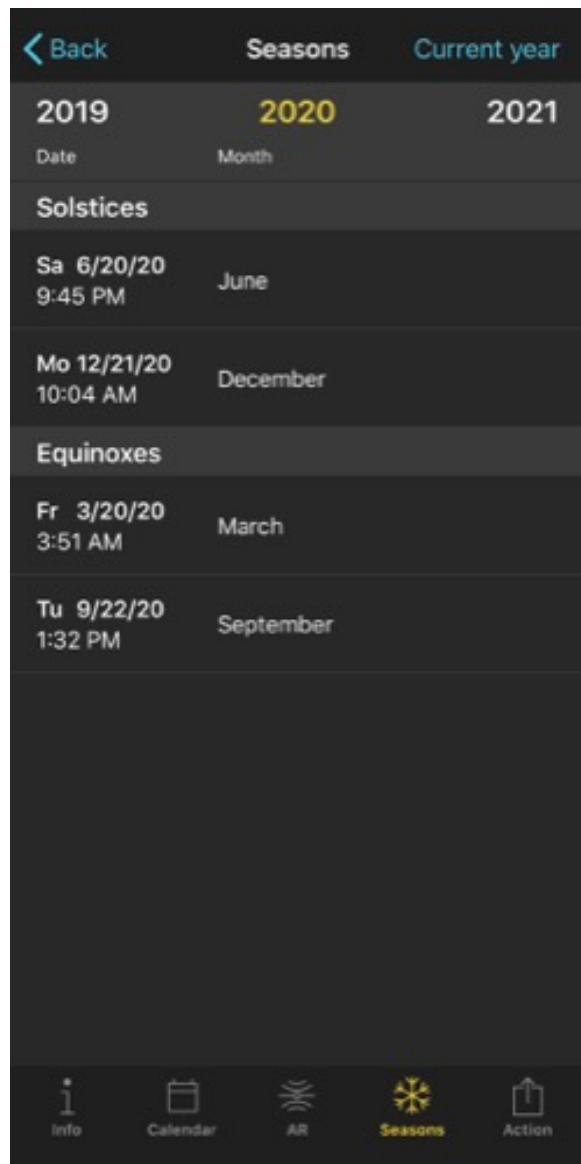 Back Seasons Current year
2019 2020 2021
Date Month
Solstices
Sa 6/20/20
9:45 PM
June
Mo 12/21/20
10:04 AM
December
Equinoxes
Fr 3/20/20
3:51 AM
March
Tu 9/22/20
1:32 PM
September
Info Calendar AR Seasons Action